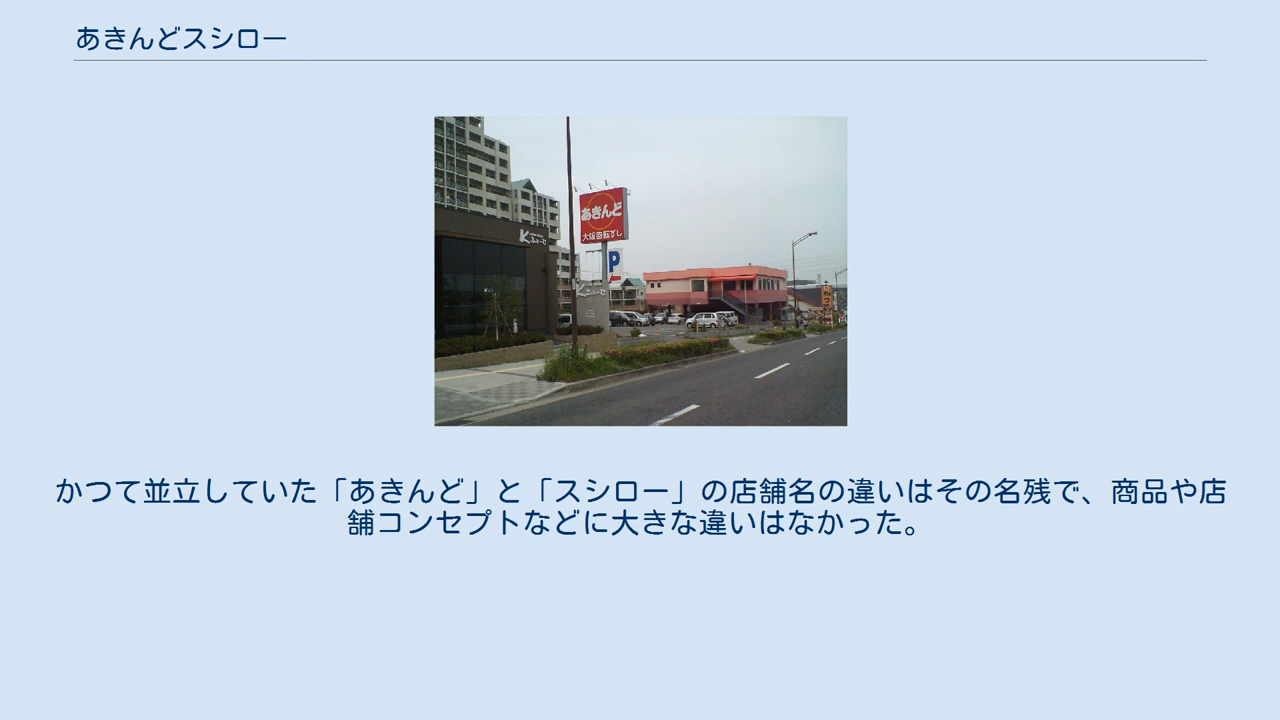 あきんどスシロー
あきんど
大阪回転ずし
P
かつて並立していた「あきんど」と「スシロー」の店舗名の違いはその名残で、商品や店
舗コンセプトなどに大きな違いはなかった。